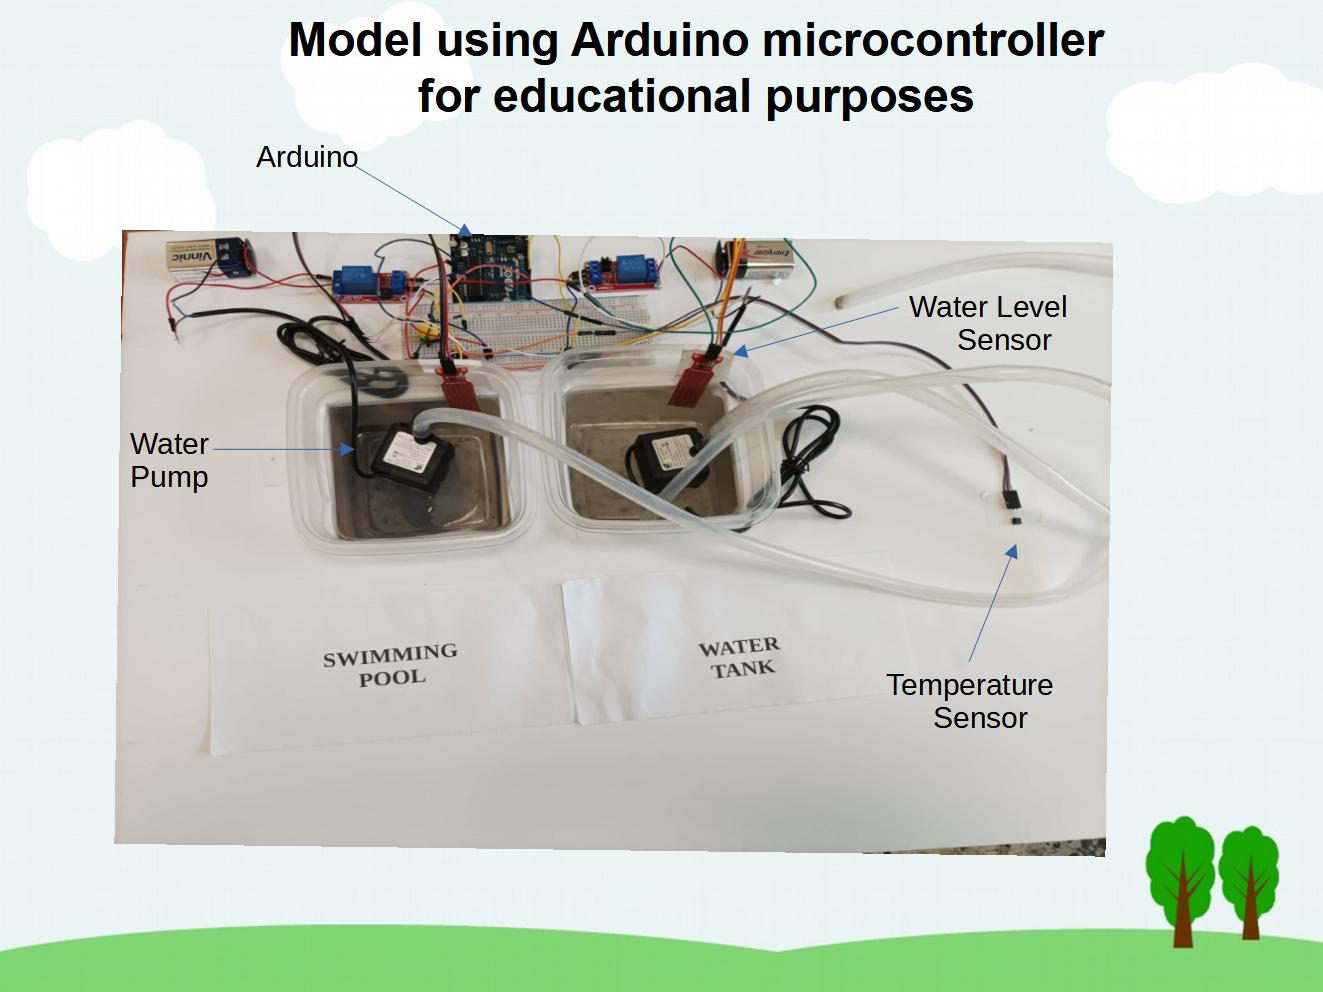 Model using Arduino microcontroller
for educational purposes
Arduino
Vinnic
Energizer
Water Level
Sensor
Water
Pump
SWIMMING
POOL
WATER
TANK
Temperature
Sensor